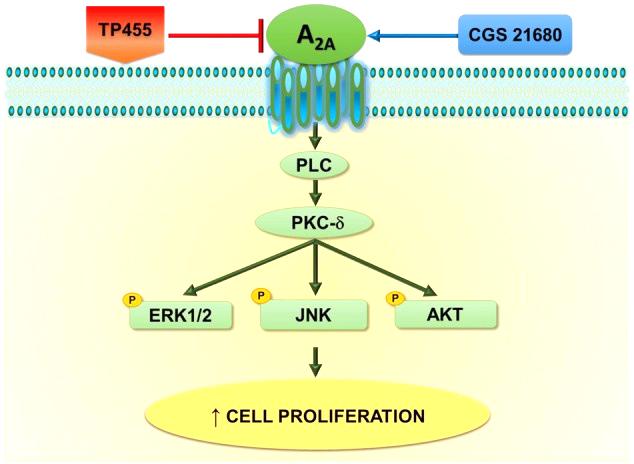 TP455
A2A
CGS 21680
PLC
PKC-δ
P
ERK1/2
P
JNK
P
AKT
↑ CELL PROLIFERATION